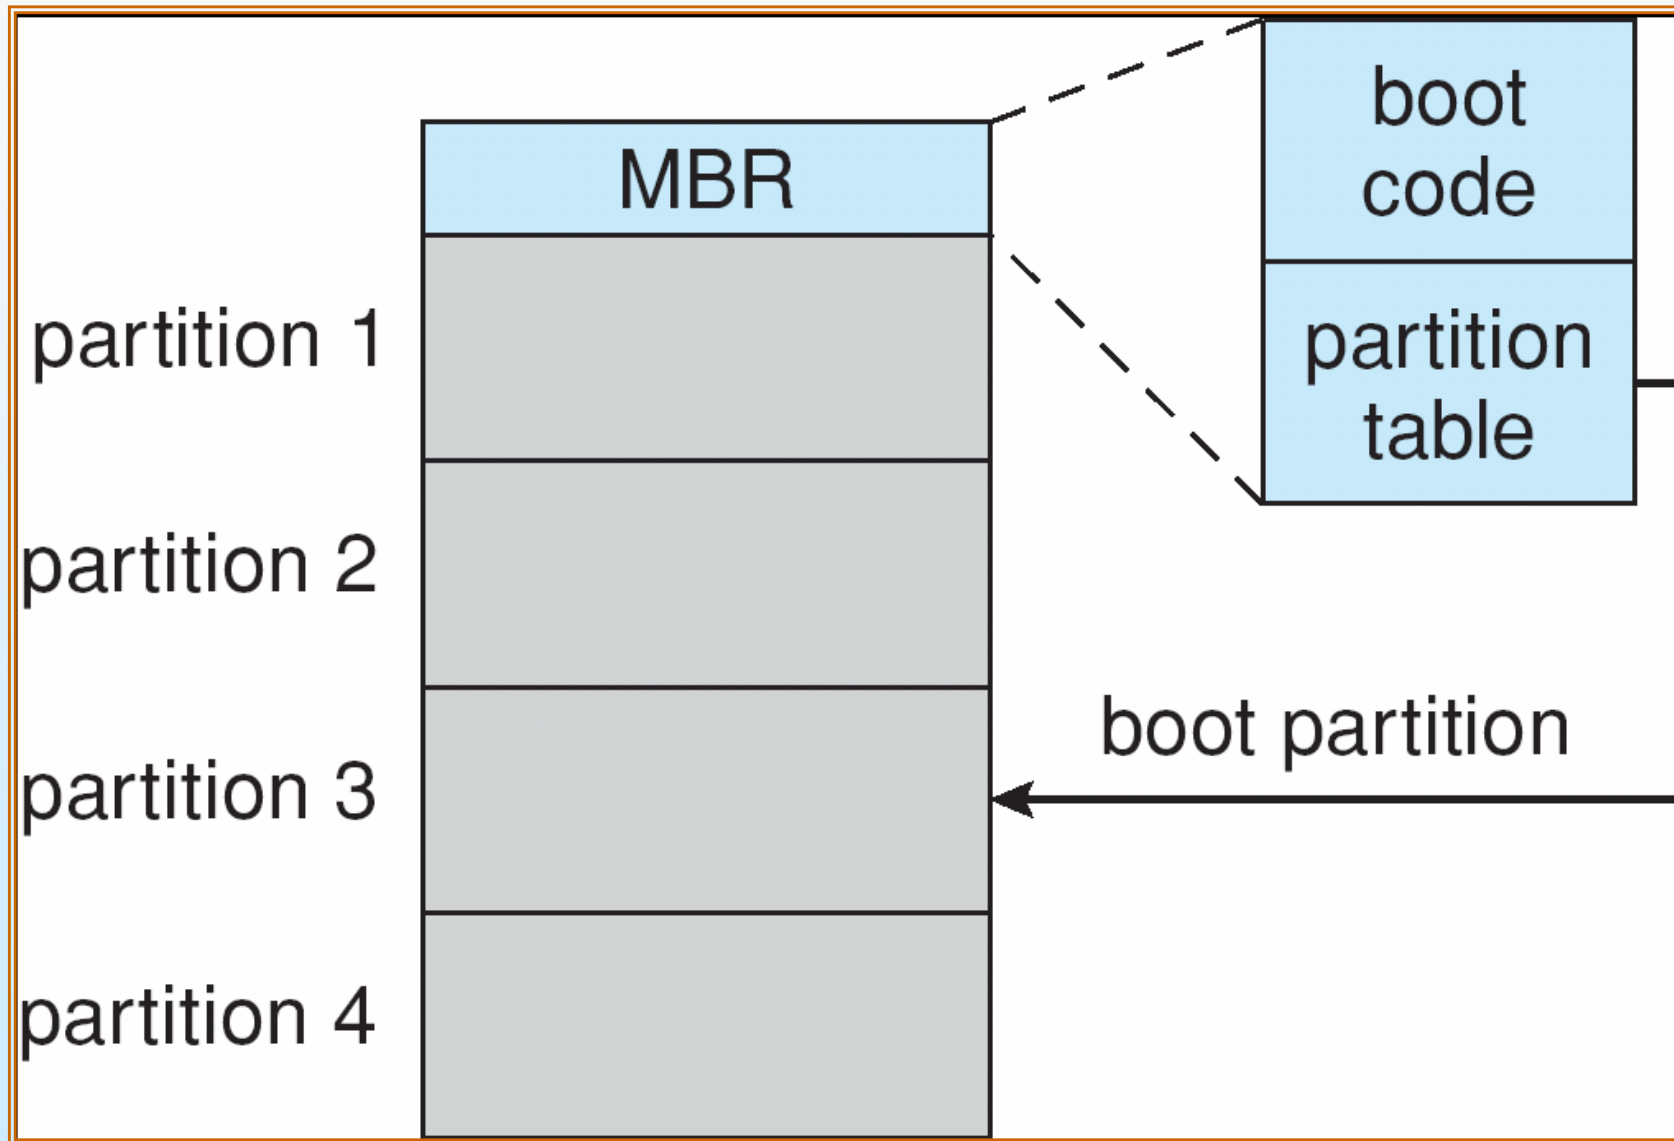 boot
code
MBR
partition
table
partition 1
partition 2
boot partition
partition 3
partition 4